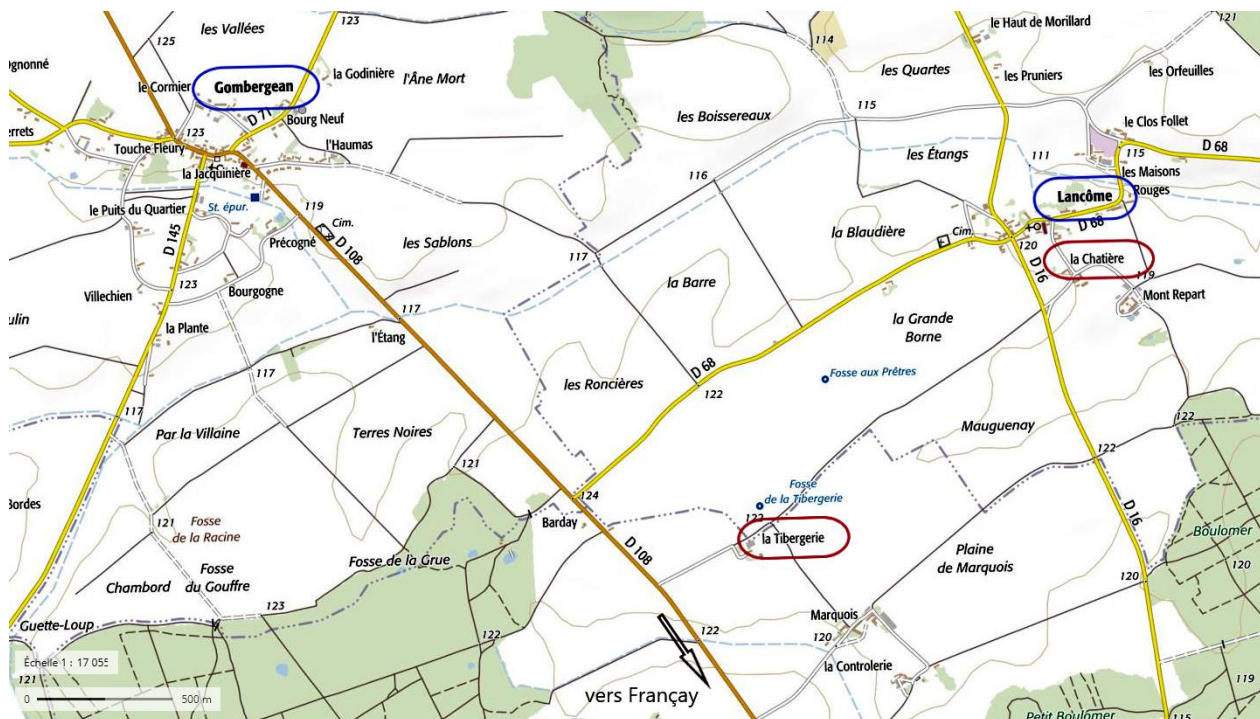 123
les Vallées
125
ognonné
le Cormier
Gombergean
la Godinière
l'Âne Mort
D 71
Bourg Neuf
errets
123
Touche Fleury
l'Haumas
la Jacquinière
le Puits du Quartier
St. épur.
119
Cim.
Précogné
D 108
les Sablons
D 145
Villechien
123
Bourgogne
ulin
la Plante
117
l'Étang
117
117
Par la Villaine
Terres Noires
Bordes
121
Fosse
de la Racine
121
Chambord
Fosse
du Gouffre
Fosse de la Grue
123
Guette-Loup
122
121
Échelle 1 : 17 055
0 500 m
114
les Quartes
le Haut de Morillard
les Pruniers
les Orfeuilles
115
les Boissereaux
le Clos Follet
115
D 68
les Étangs
111
les Maisons
Rouges
116
Lancôme
D 68
la Blaudière
Cim.
120
117
D 16
la Chatière
119
la Barre
Mont Repart
la Grande
Borne
D 68
Fosse aux Prêtres
les Roncières
122
Mauguenay
122
122
124
Fosse
de la Tibergerie
Barday
122
la Tibergerie
D 16
Boulomer
D 108
Plaine
de Marquois
120
120
Marquois
122
120
la Controlerie
vers Françay
119
Petit Boulomer
115